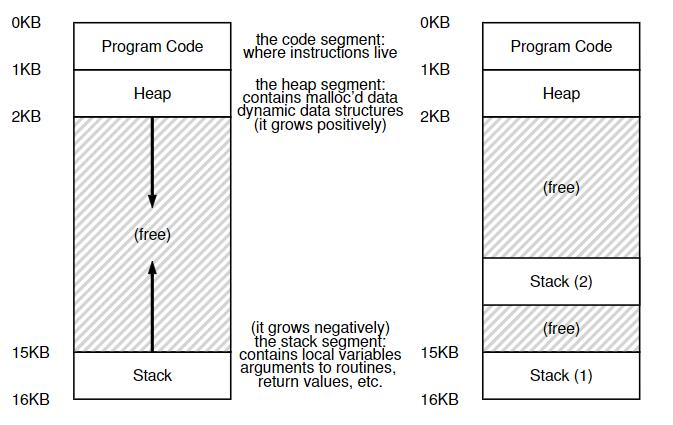 0KB
Program Code
the code segment:
where instructions live
1KB
the heap segment:
Heap
contains malloc'd data
dynamic data structures
2KB
(it grows positively)
(free)
(it grows negatively)
the stack segment:
15KB
contains local variables
arguments to routines,
Stack
return values, etc.
16KB
0KB
Program Code
1KB
Heap
2KB
(free)
Stack (2)
(free)
15KB
Stack (1)
16KB